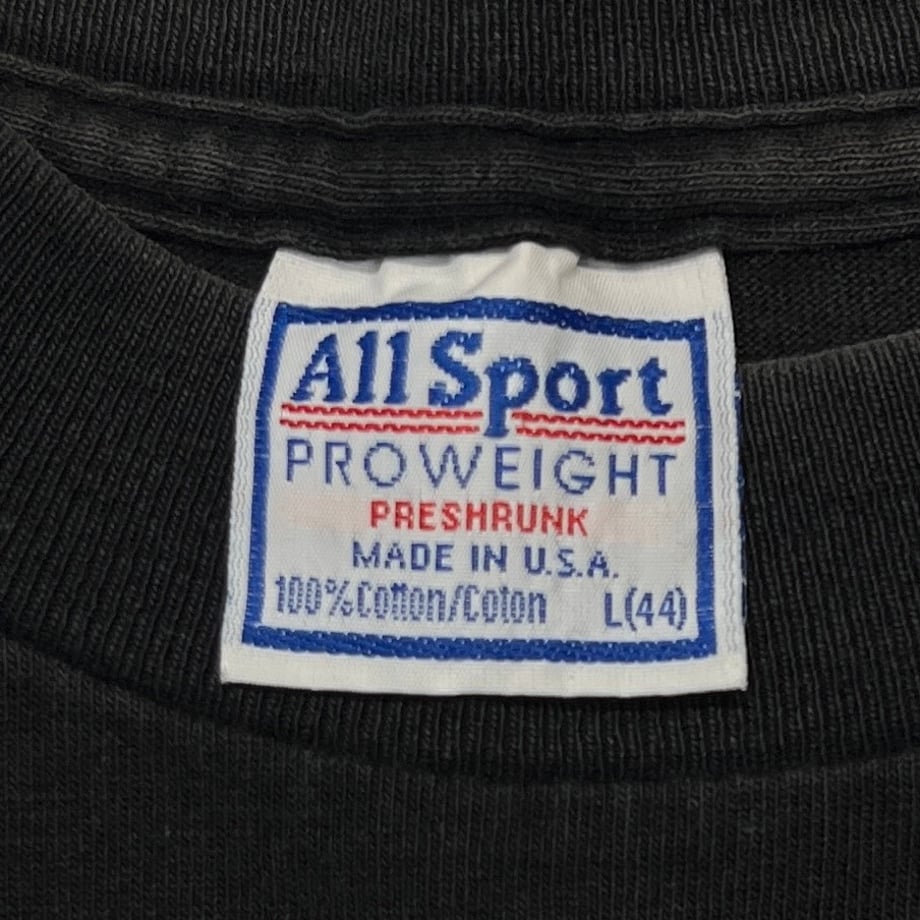 All Sport
PROWEIGHT
PRESHRUNK
MADE IN U.S.A.
100%Cotton/Coton L(44)